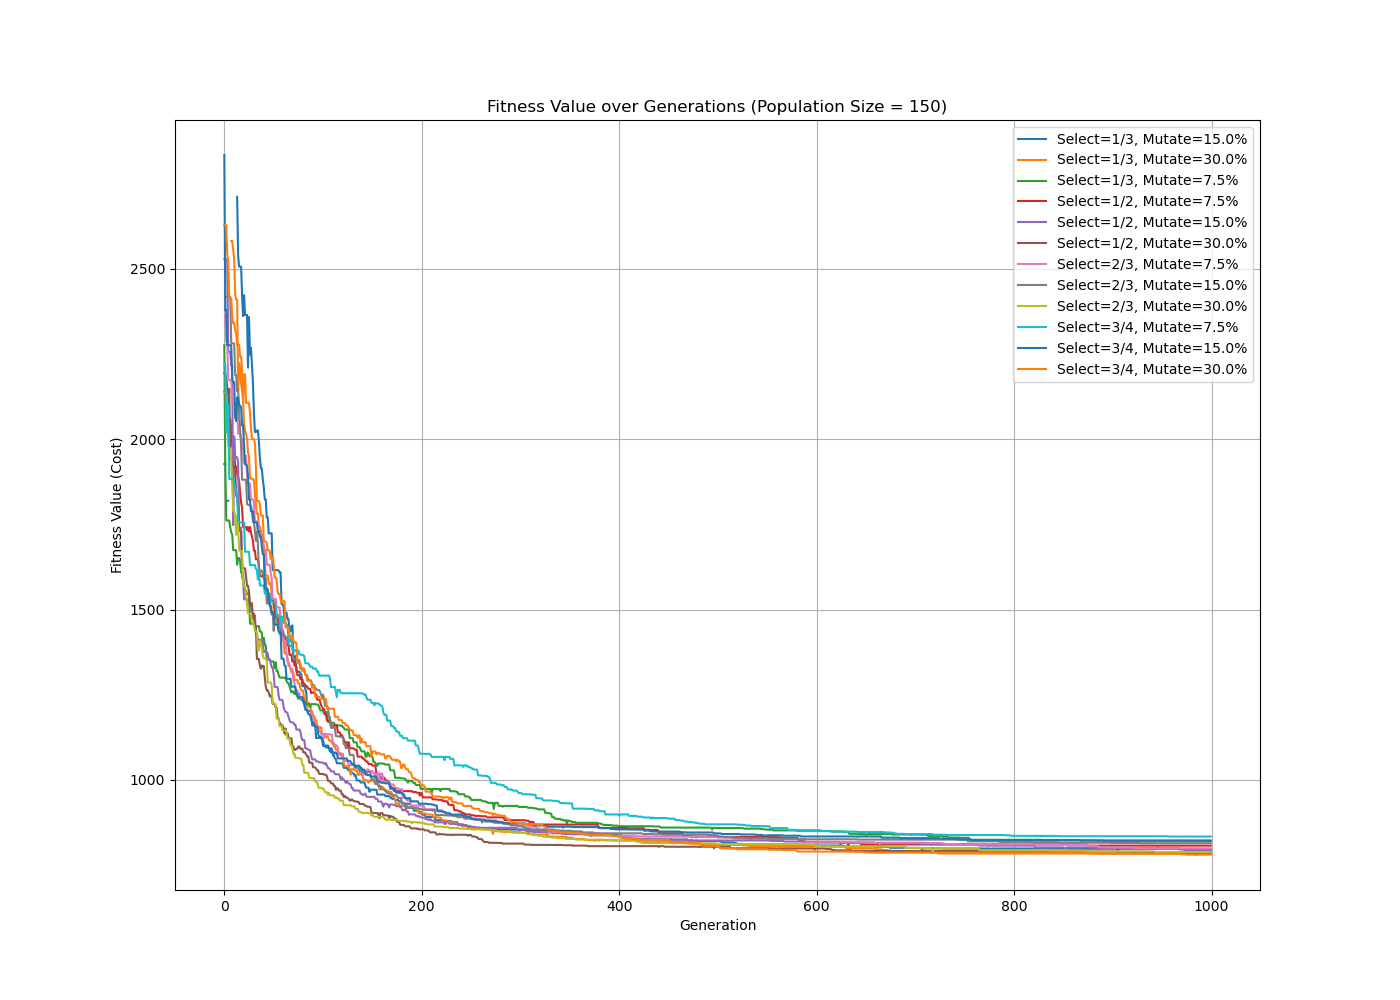 Fitness Value over Generations (Population Size = 150)
Select=1/3, Mutate=15.0%
Select=1/3, Mutate=30.0%
Select=1/3, Mutate=7.5%
Select=1/2, Mutate=7.5%
Select=1/2, Mutate=15.0%
Select=1/2, Mutate=30.0%
Select=2/3, Mutate=7.5%
Select=2/3, Mutate=15.0%
Select=2/3, Mutate=30.0%
Select=3/4, Mutate=7.5%
Select=3/4, Mutate=15.0%
Select=3/4, Mutate=30.0%
Fitness Value (Cost)
2500
2000
1500
1000
0 200 400 600 800 1000
Generation